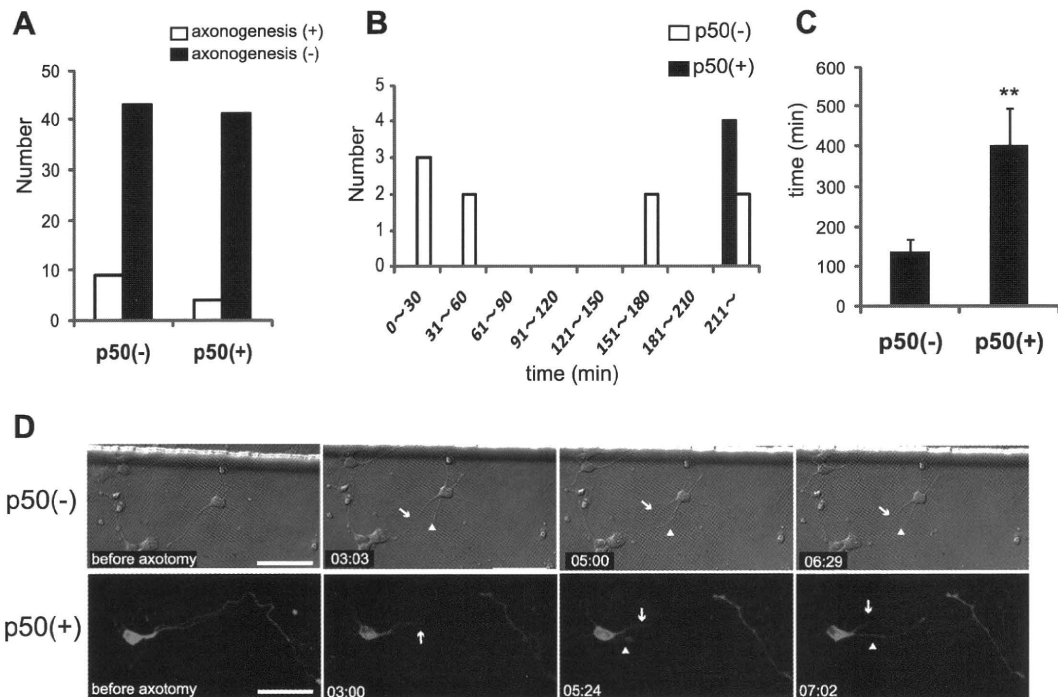 A
axonogenesis (+)
axonogenesis (-)
50
40
30
20
10
0
Number
p50(-)
p50(+)
B
p50(-)
p50(+)
5
4
3
2
1
0
Number
0~30
31~60
61~90
91~120
121~150
151~180
181~210
211~
time (min)
C
600
500
400
300
200
100
0
time (min)
**
p50(-)
p50(+)
D
p50(-)
before axotomy
03:03
05:00
06:29
p50(+)
before axotomy
03:00
05:24
07:02